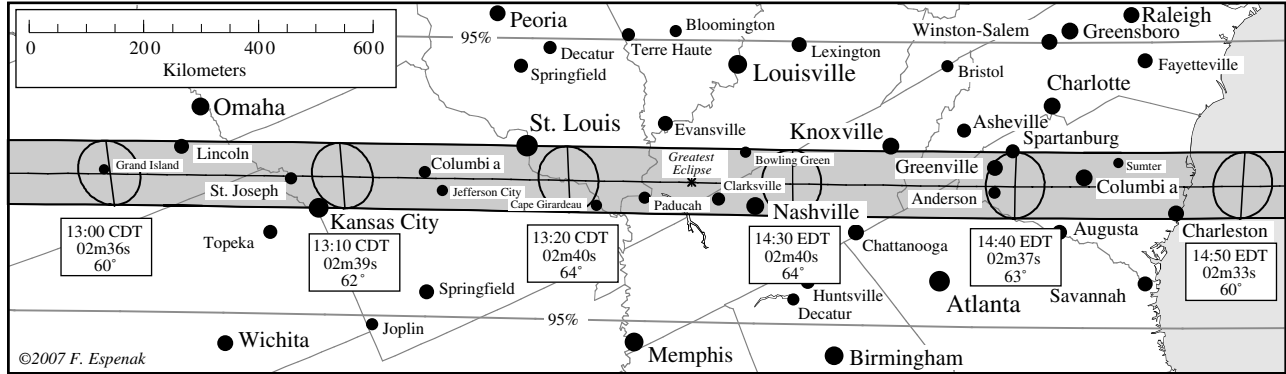 0 200 400 600
Kilometers
95%
Peoria
Bloomington
Decatur
Springfield
Terre Haute
Lexington
Louisville
Winston-Salem
Raleigh
Greensboro
Bristol
Fayetteville
Charlotte
Omaha
St. Louis
Evansville
Knoxville
Asheville
Spartanburg
Grand Island
Lincoln
St. Joseph
Columbi a
Jefferson City
Cape Girardeau
Greatest
Eclipse
Bowling Green
Clarksville
Paducah
Nashville
Greenville
Anderson
Sumter
Columbi a
Kansas City
Topeka
Chattanooga
Augusta
Charleston
13:00 CDT
02m36s
60°
13:10 CDT
02m39s
62°
13:20 CDT
02m40s
64°
14:30 EDT
02m40s
64°
14:40 EDT
02m37s
63°
14:50 EDT
02m33s
60°
Springfield
Huntsville
Decatur
Atlanta
Savannah
95%
Joplin
Wichita
Memphis
Birmingham
©2007 F. Espenak